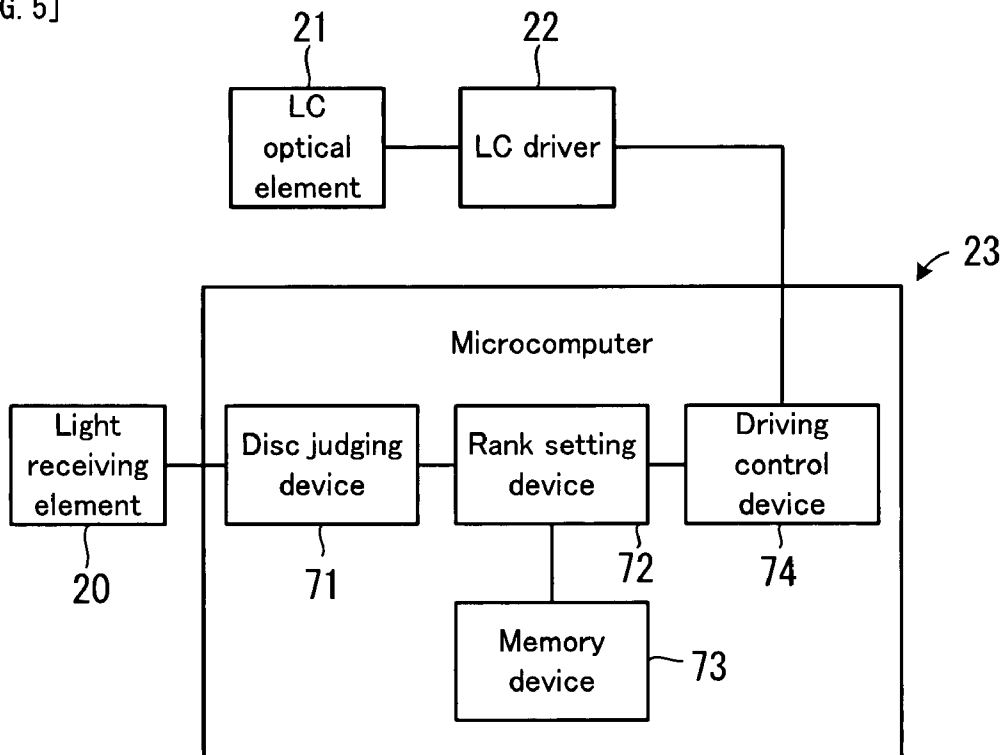 G. 5]
21
22
LC
optical
element
LC driver
23
Microcomputer
Light
receiving
element
Disc judging
device
Rank setting
device
Driving
control
device
20
71
72
74
Memory
device
73